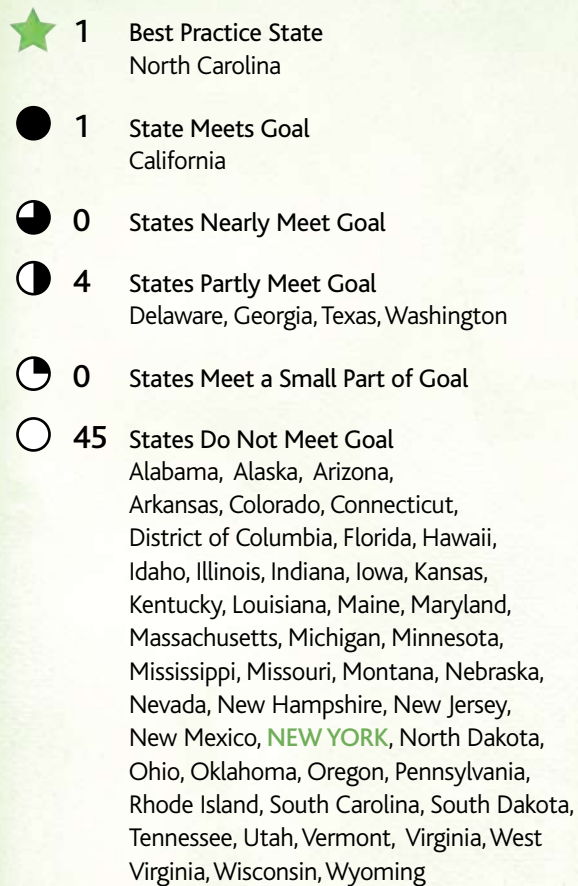 1 Best Practice State
North Carolina
1 State Meets Goal
California
0 States Nearly Meet Goal
4 States Partly Meet Goal
Delaware, Georgia, Texas, Washington
0 States Meet a Small Part of Goal
45 States Do Not Meet Goal
Alabama, Alaska, Arizona,
Arkansas, Colorado, Connecticut,
District of Columbia, Florida, Hawaii,
Idaho, Illinois, Indiana, Iowa, Kansas,
Kentucky, Louisiana, Maine, Maryland,
Massachusetts, Michigan, Minnesota,
Mississippi, Missouri, Montana, Nebraska,
Nevada, New Hampshire, New Jersey,
New Mexico, NEW YORK, North Dakota,
Ohio, Oklahoma, Oregon, Pennsylvania,
Rhode Island, South Carolina, South Dakota,
Tennessee, Utah, Vermont, Virginia, West
Virginia, Wisconsin, Wyoming